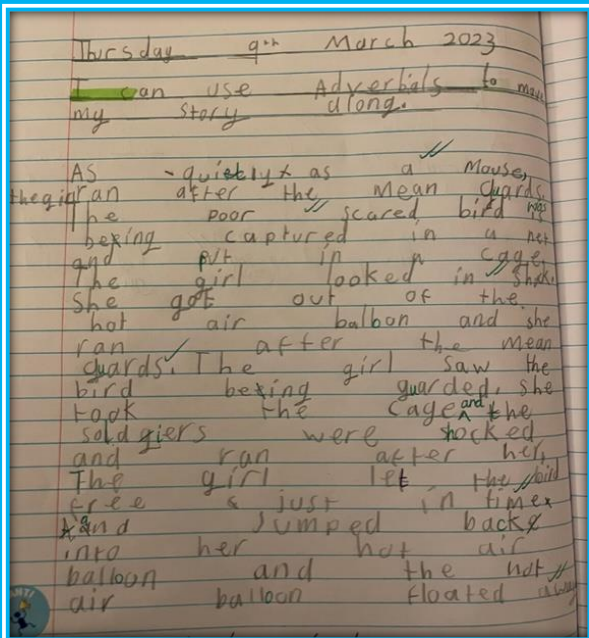 Thursday 9th March 2023
I can use Adverbials to move
my story along.
As quietly as a Mouse,
the girl ran after the Mean guards.
The poor scared bird was
being captured in a net
and put in a cage.
The girl looked in Shok.
She got out of the
hot air balloon and she
ran after the mean
guards. The girl saw the
bird being guarded. she
took the cage and the
soldgiers were shocked
and ran after her.
The girl let the bird
free just in time
and Jumped back
into her hot air
balloon and the hot
air balloon floated away